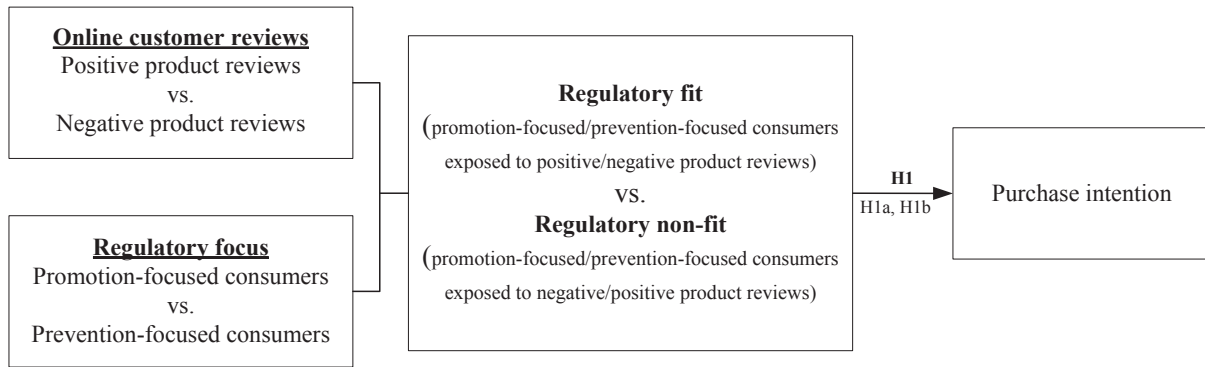 Online customer reviews
Positive product reviews
vs.
Negative product reviews
Regulatory focus
Promotion-focused consumers
vs.
Prevention-focused consumers
Regulatory fit
(promotion-focused/prevention-focused consumers
exposed to positive/negative product reviews)
vs.
Regulatory non-fit
(promotion-focused/prevention-focused consumers
exposed to negative/positive product reviews)
H1
H1a, H1b
Purchase intention